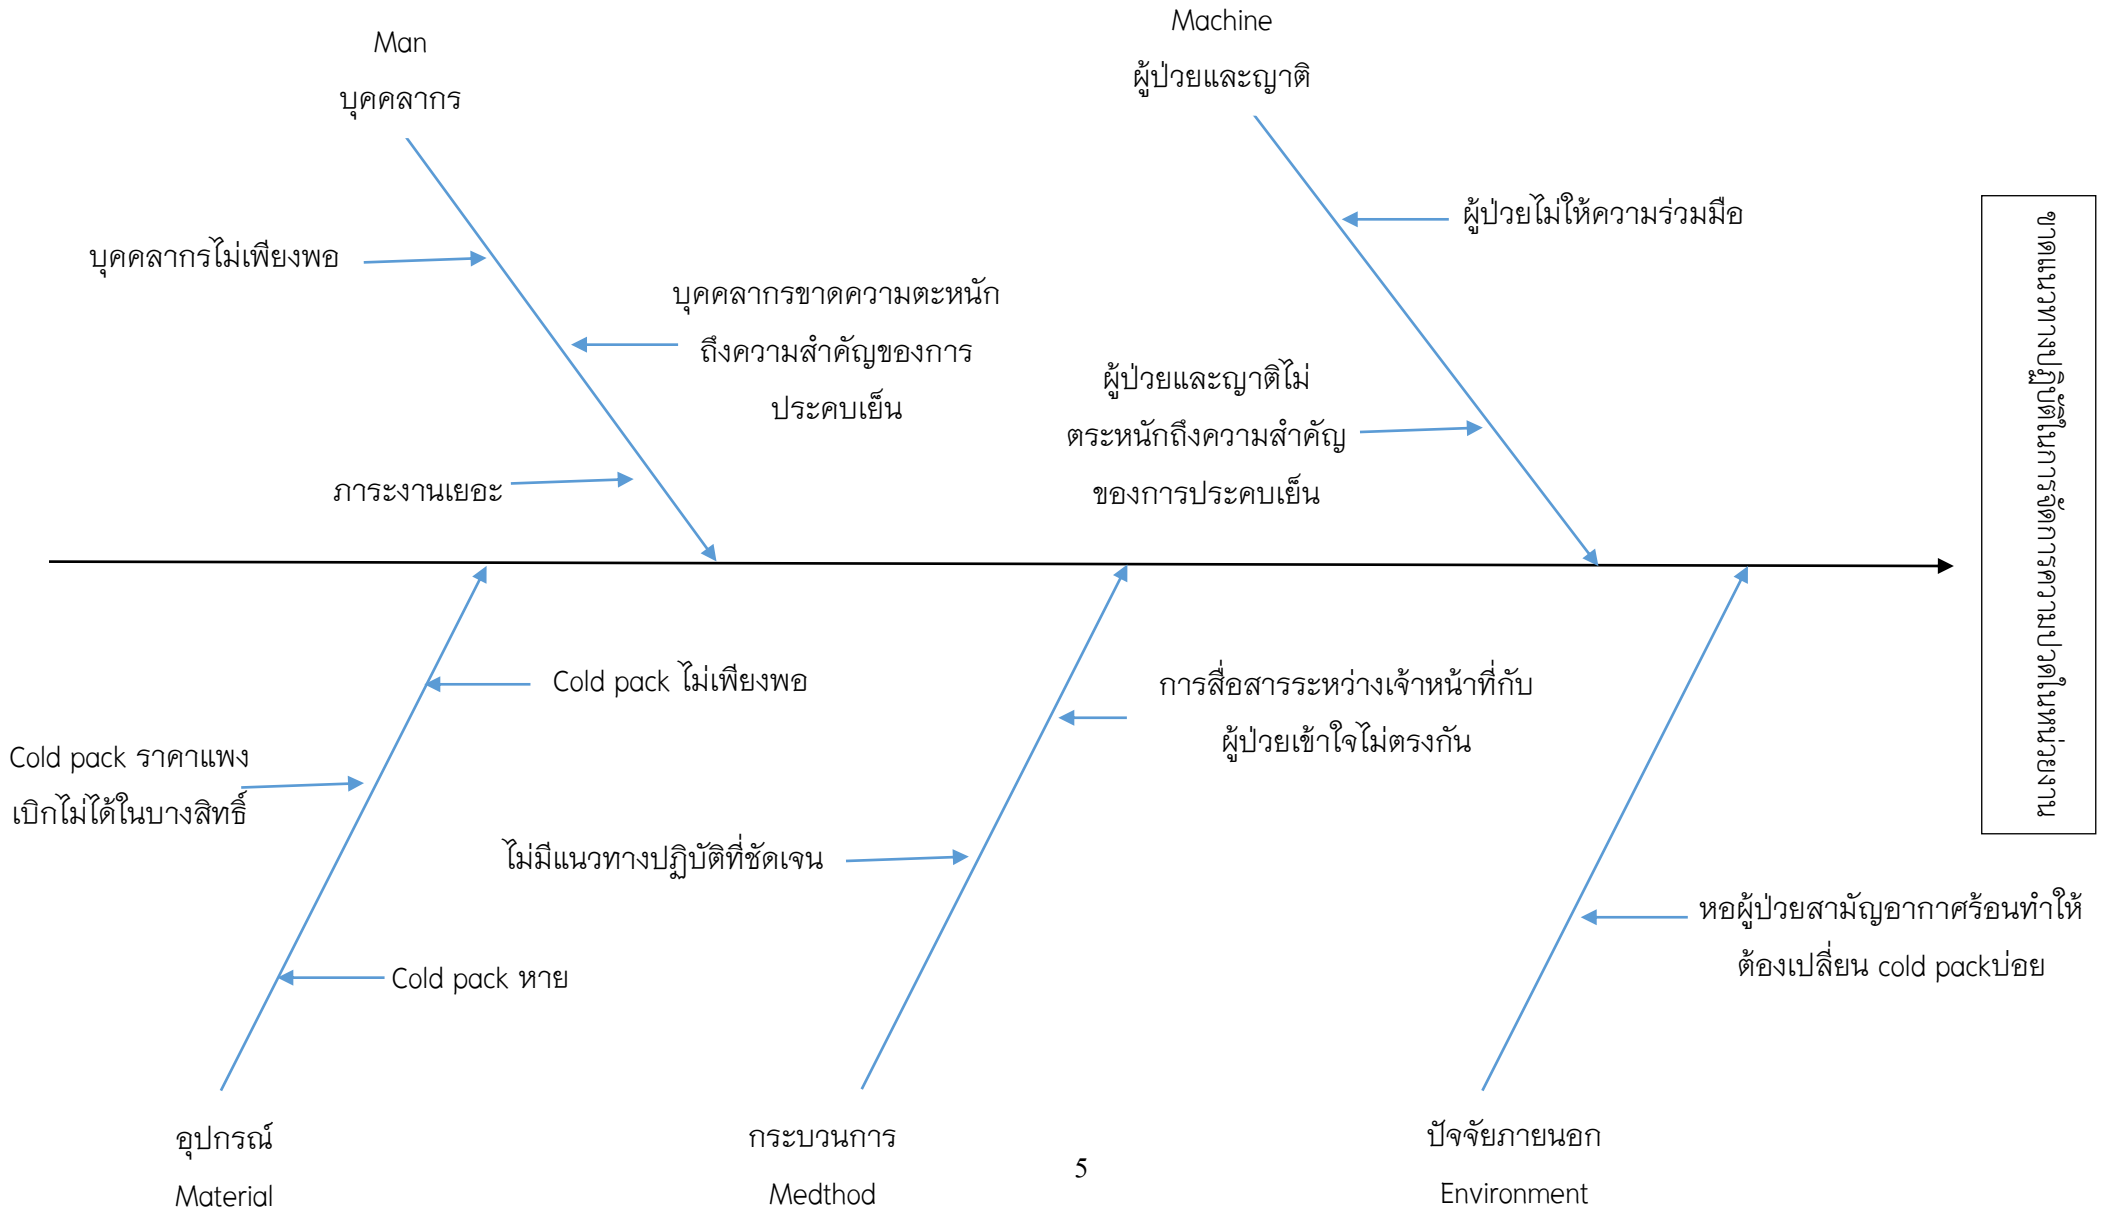 Man
บุคคลากร
Machine
ผู้ป่วยและญาติ
บุคคลากรไม่เพียงพอ
บุคคลากรขาดความตะหนัก
ถึงความสำคัญของการ
ประคบเย็น
ภาระงานเยอะ
ผู้ป่วยไม่ให้ความร่วมมือ
ผู้ป่วยและญาติไม่
ตระหนักถึงความสำคัญ
ของการประคบเย็น
ขาดแนวทางปฏิบัติในการจัดการความปวดในหน่วยงาน
Cold pack ไม่เพียงพอ
Cold pack ราคาแพง
เบิกไม่ได้ในบางสิทธิ์
Cold pack หาย
การสื่อสารระหว่างเจ้าหน้าที่กับ
ผู้ป่วยเข้าใจไม่ตรงกัน
ไม่มีแนวทางปฏิบัติที่ชัดเจน
หอผู้ป่วยสามัญอากาศร้อนทำให้
ต้องเปลี่ยน cold packบ่อย
อุปกรณ์
Material
กระบวนการ
Medthod
ปัจจัยภายนอก
Environment
5